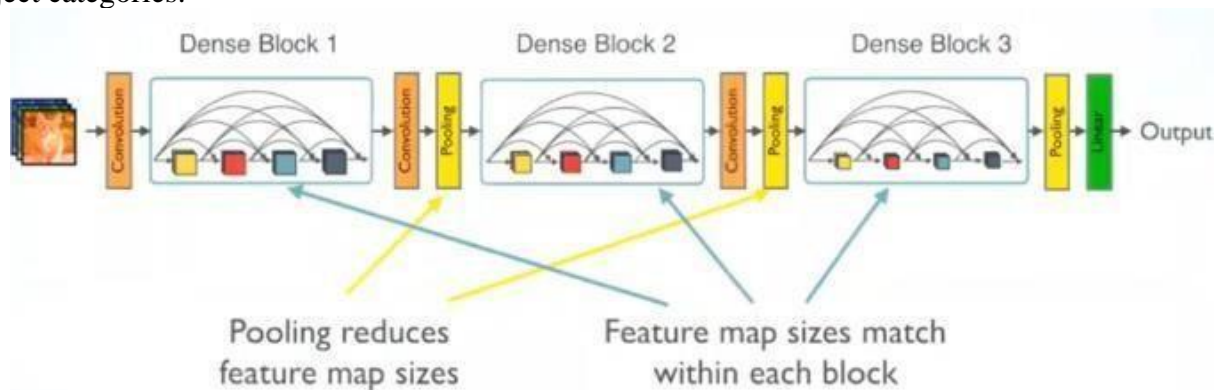 Dense Block 1
Dense Block 2
Dense Block 3
Convolution
Convolution
Pooling
Convolution
Pooling
Pooling
Linear
Output
Pooling reduces
feature map sizes
Feature map sizes match
within each block